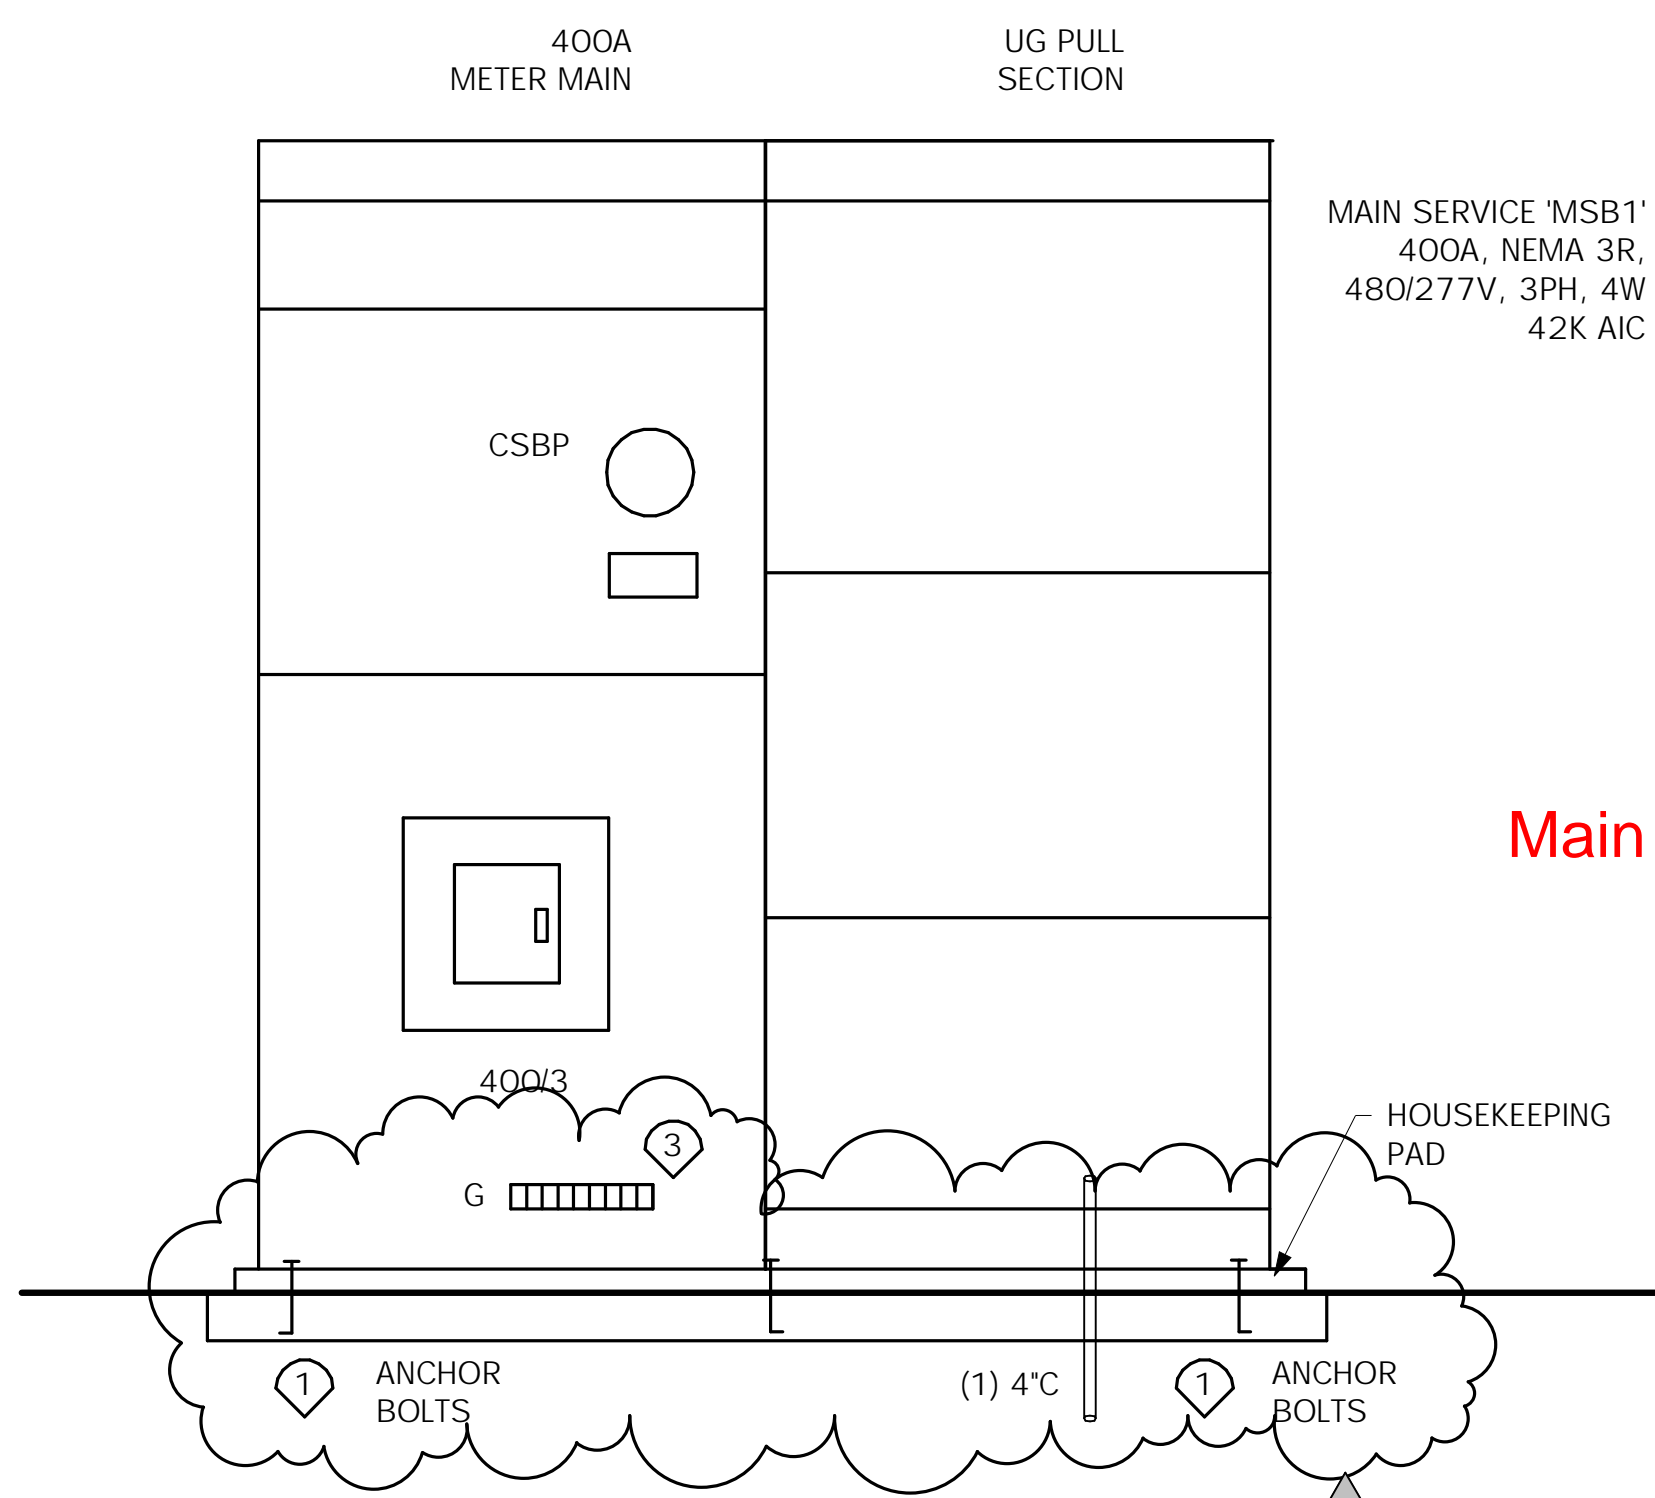 400A
METER MAIN
UG PULL
SECTION
MAIN SERVICE 'MSB1'
400A, NEMA 3R,
480/277V, 3PH, 4W
42K AIC
CSBP
Main
400/3
3
HOUSEKEEPING
PAD
G
1
ANCHOR
BOLTS
(1) 4"C
1
ANCHOR
BOLTS